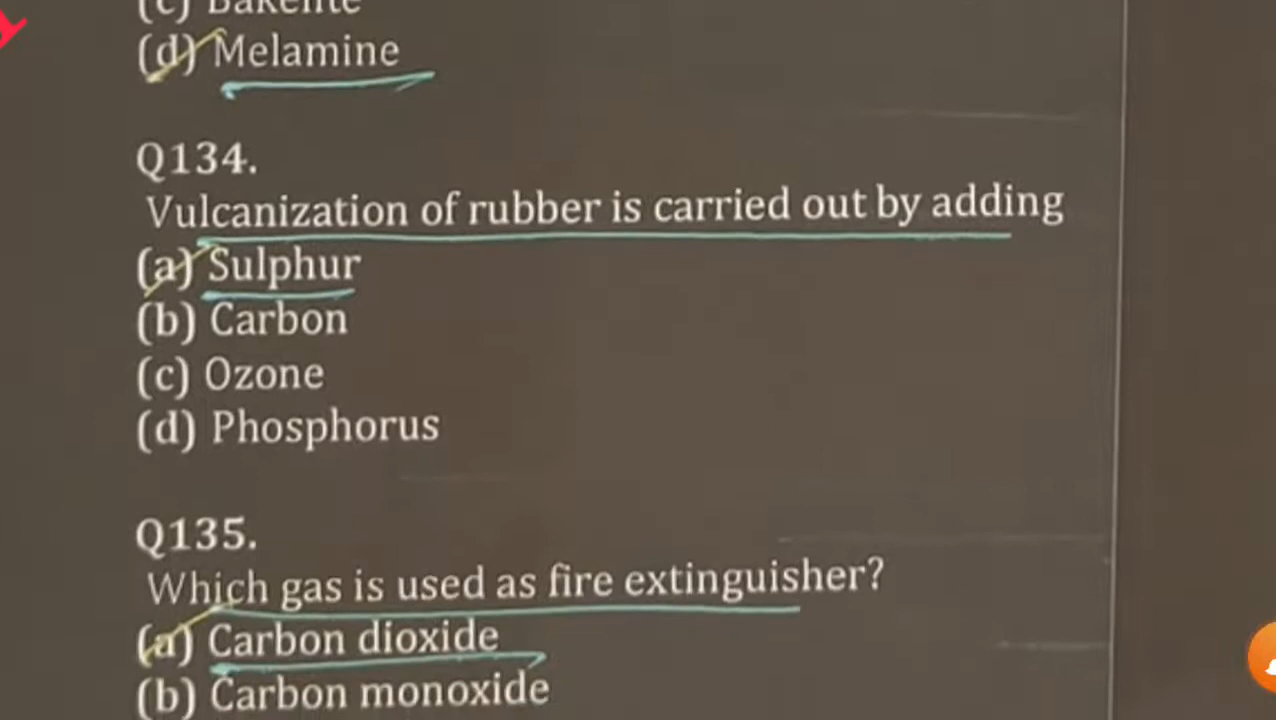 (c) Bakelite
(d) Melamine
Q134.
Vulcanization of rubber is carried out by adding
(a) Sulphur
(b) Carbon
(c) Ozone
(d) Phosphorus
Q135.
Which gas is used as fire extinguisher?
(a) Carbon dioxide
(b) Carbon monoxide